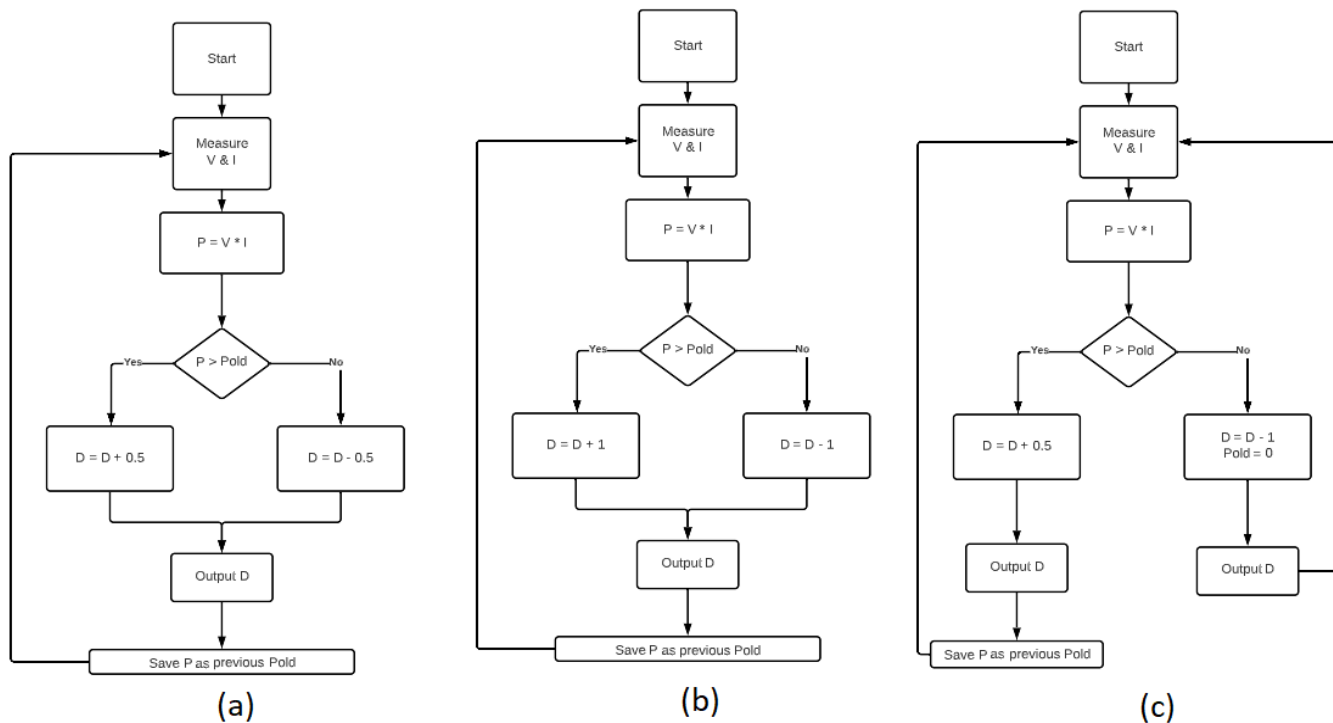 Start
Measure
V & I
P = V * I
P > Pold
Yes
No
D = D + 0.5
D = D - 0.5
Output D
Save P as previous Pold
(a)
Start
Measure
V & I
P = V * I
P > Pold
Yes
No
D = D + 1
D = D - 1
Output D
Save P as previous Pold
(b)
Start
Measure
V & I
P = V * I
P > Pold
Yes
No
D = D + 0.5
D = D - 1
Pold = 0
Output D
Output D
Save P as previous Pold
(c)